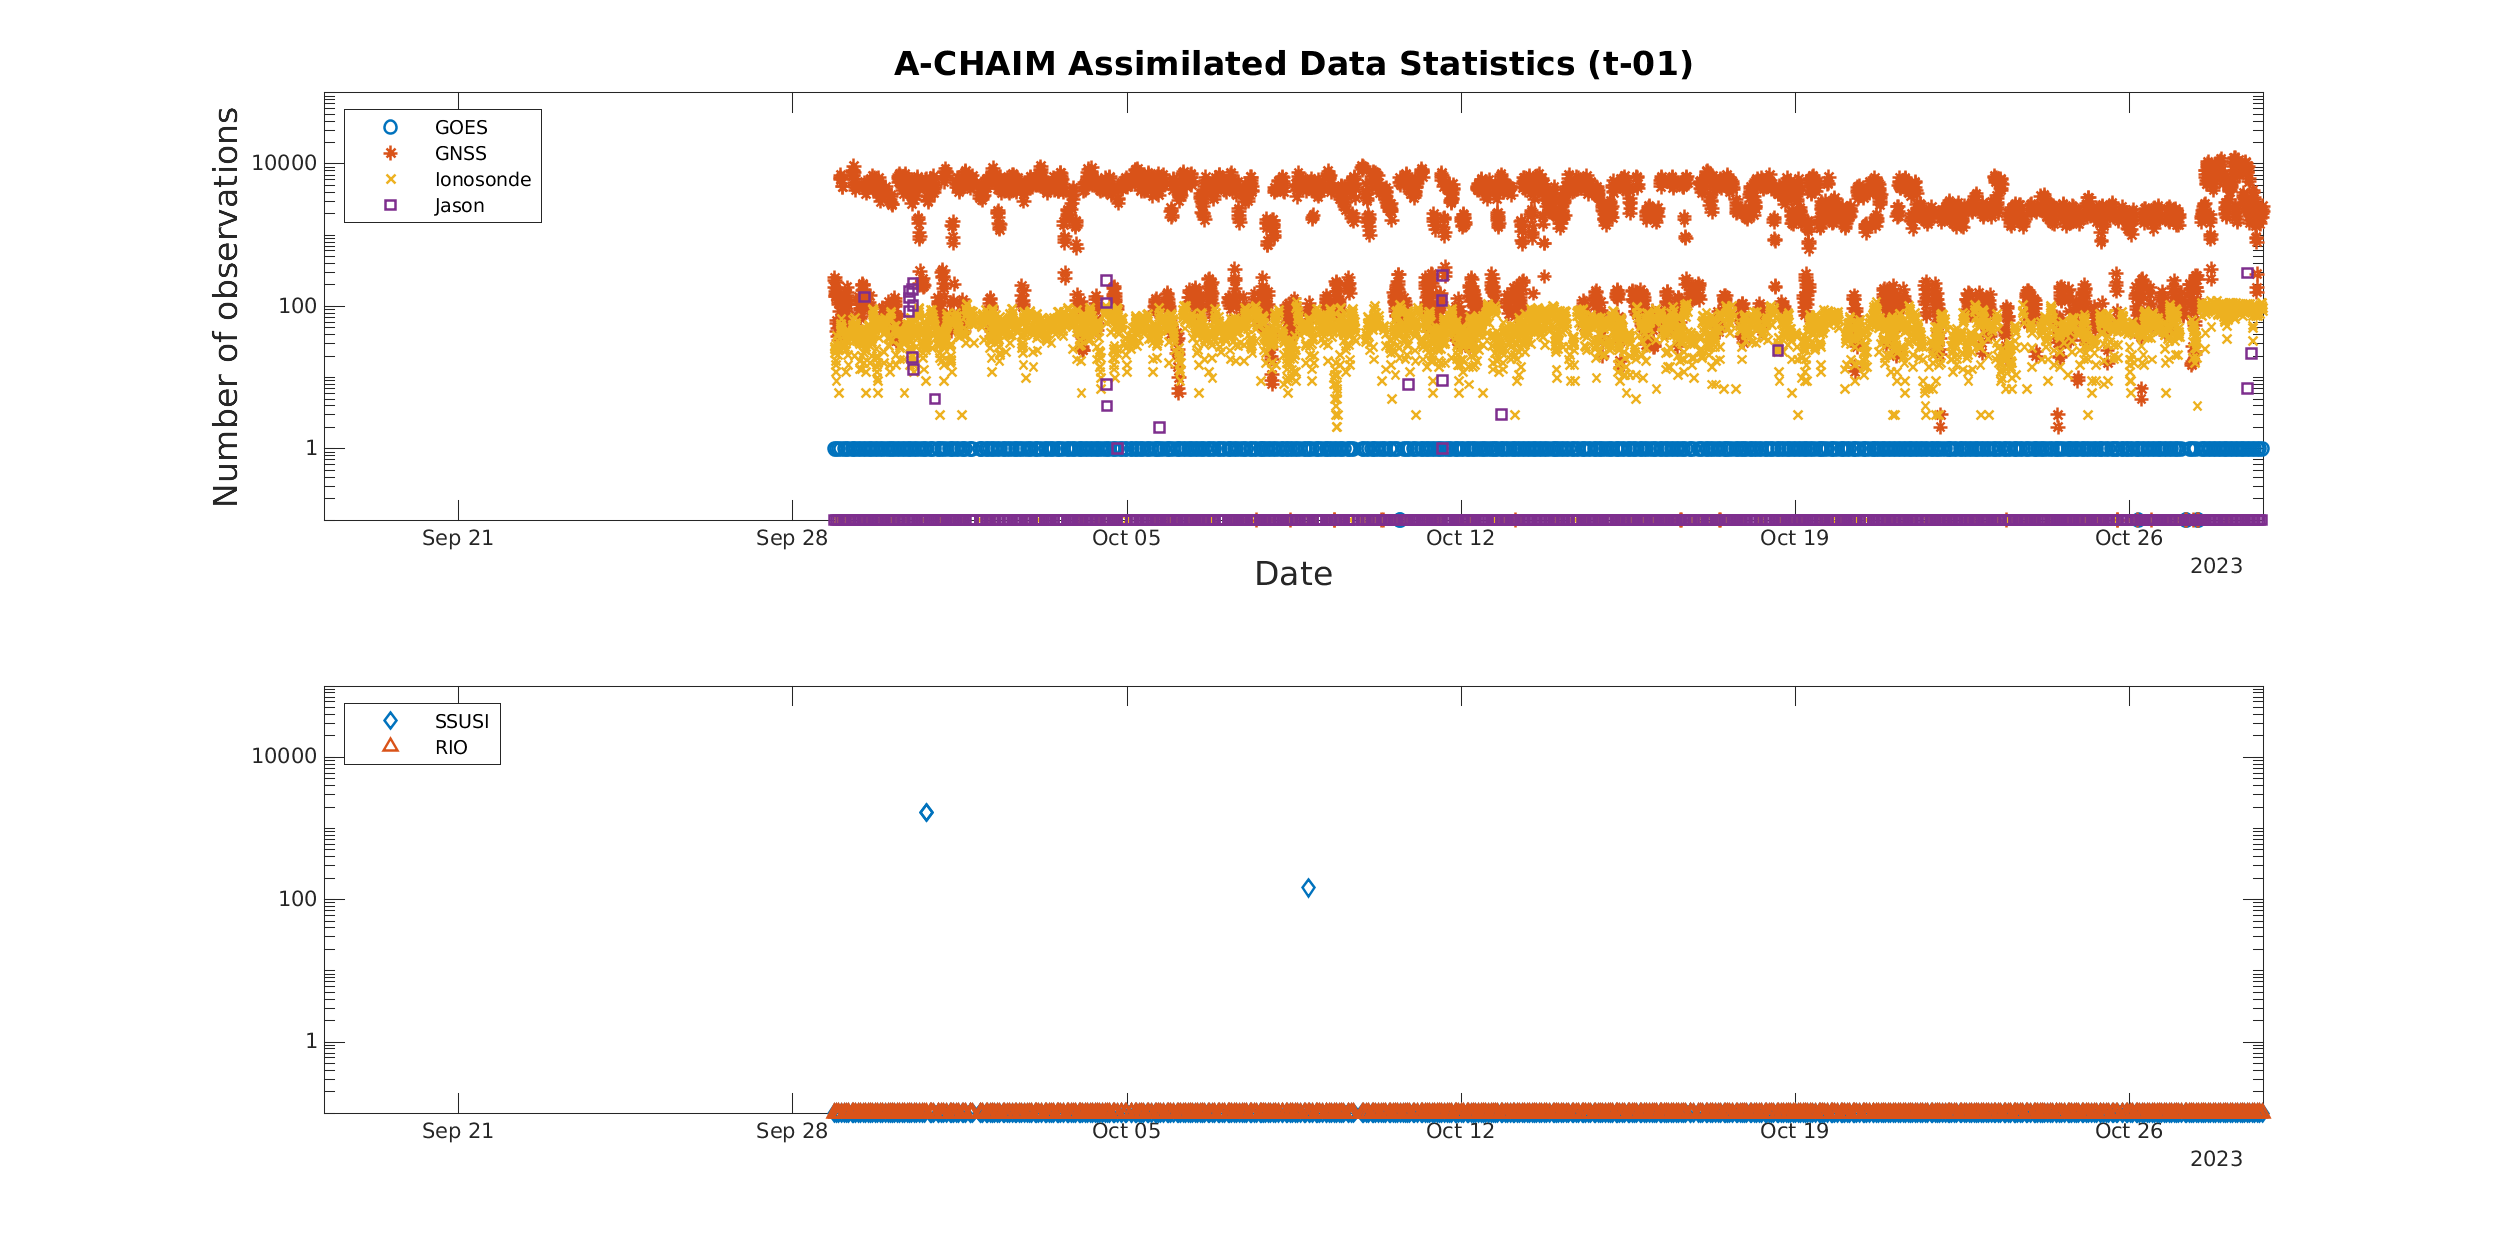 A-CHAIM Assimilated Data Statistics (t-01)
Number of observations
10000
100
1
GOES
GNSS
Ionosonde
Jason
Sep 21
Sep 28
Oct 05
Oct 12
Oct 19
Oct 26
2023
Date
10000
100
1
SSUSI
RIO
Sep 21
Sep 28
Oct 05
Oct 12
Oct 19
Oct 26
2023